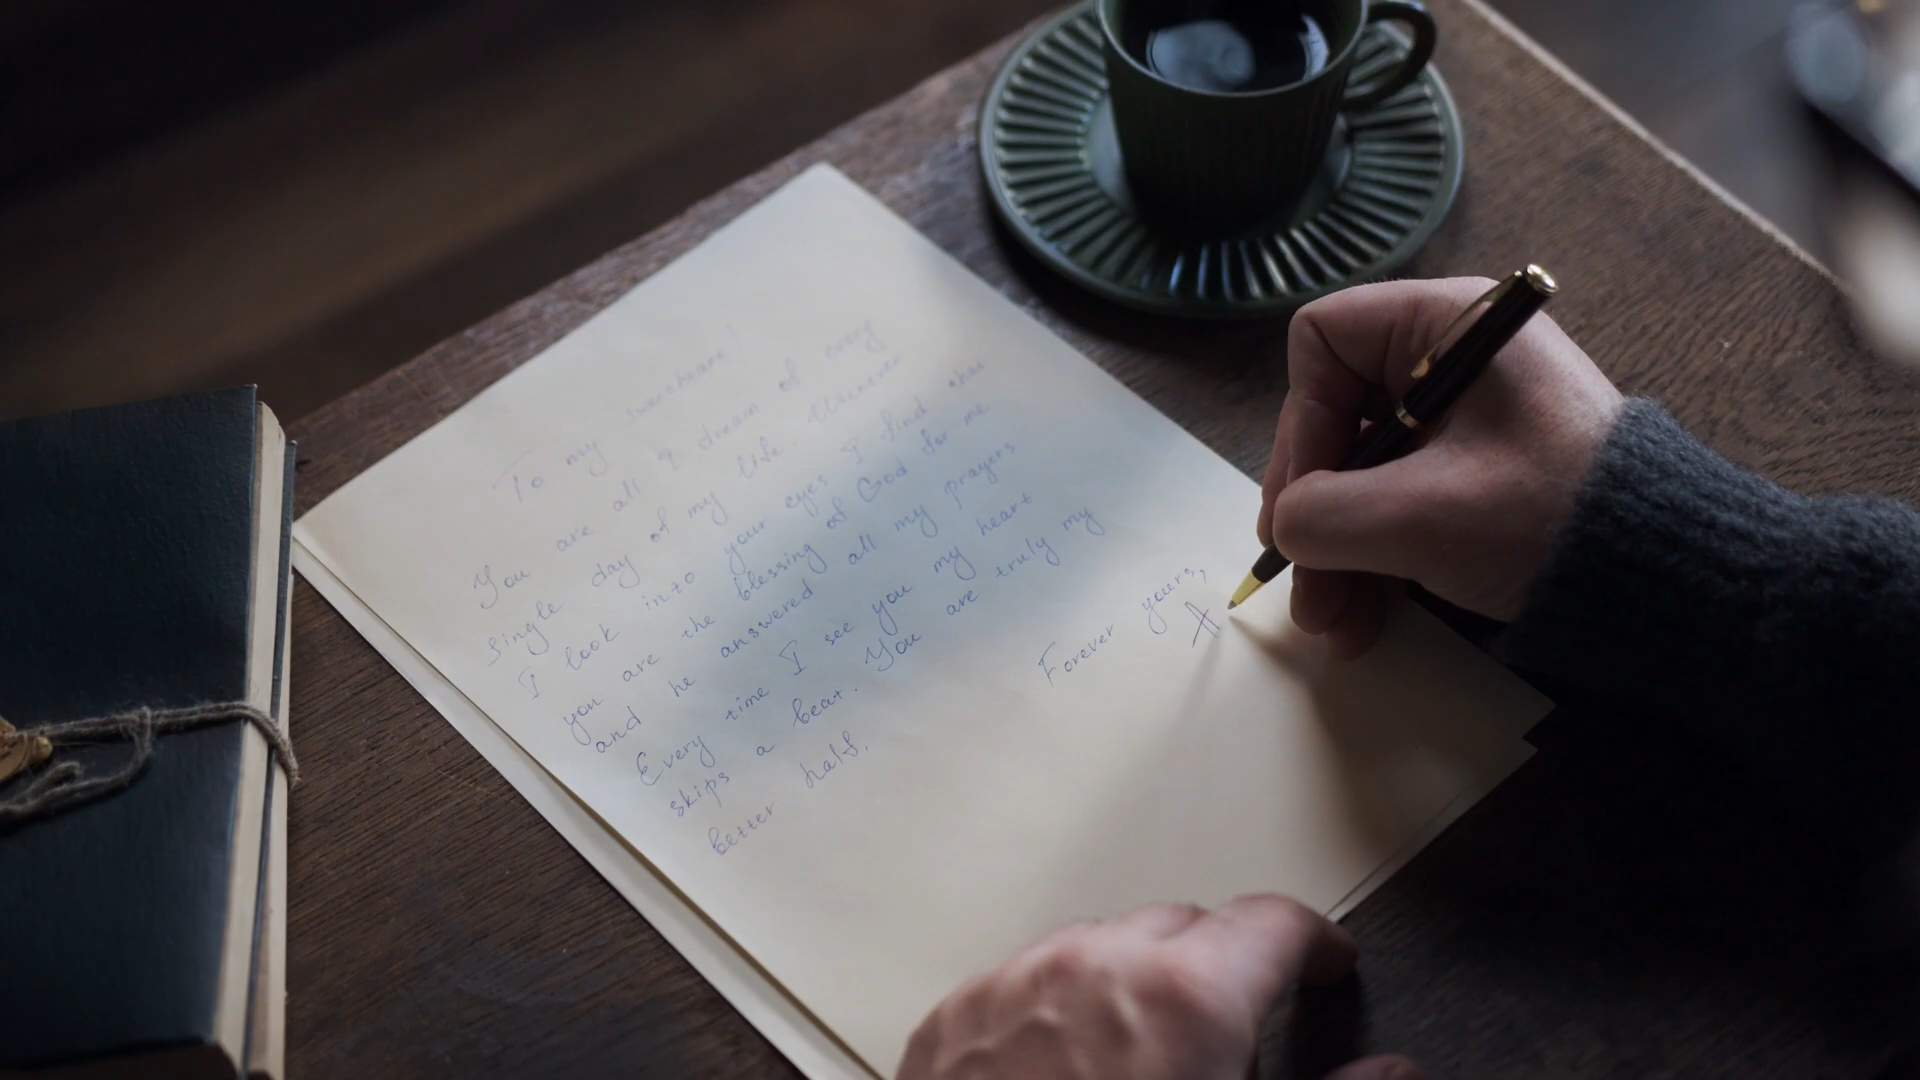 To my sweetheart!
You are all I dream of every
single day of my life. Whenever
I look into your eyes I find that
you are the blessing of God for me
and he answered all my prayers
Every time I see you my heart
skips a beat. You are truly my
better half.
Forever yours,
A